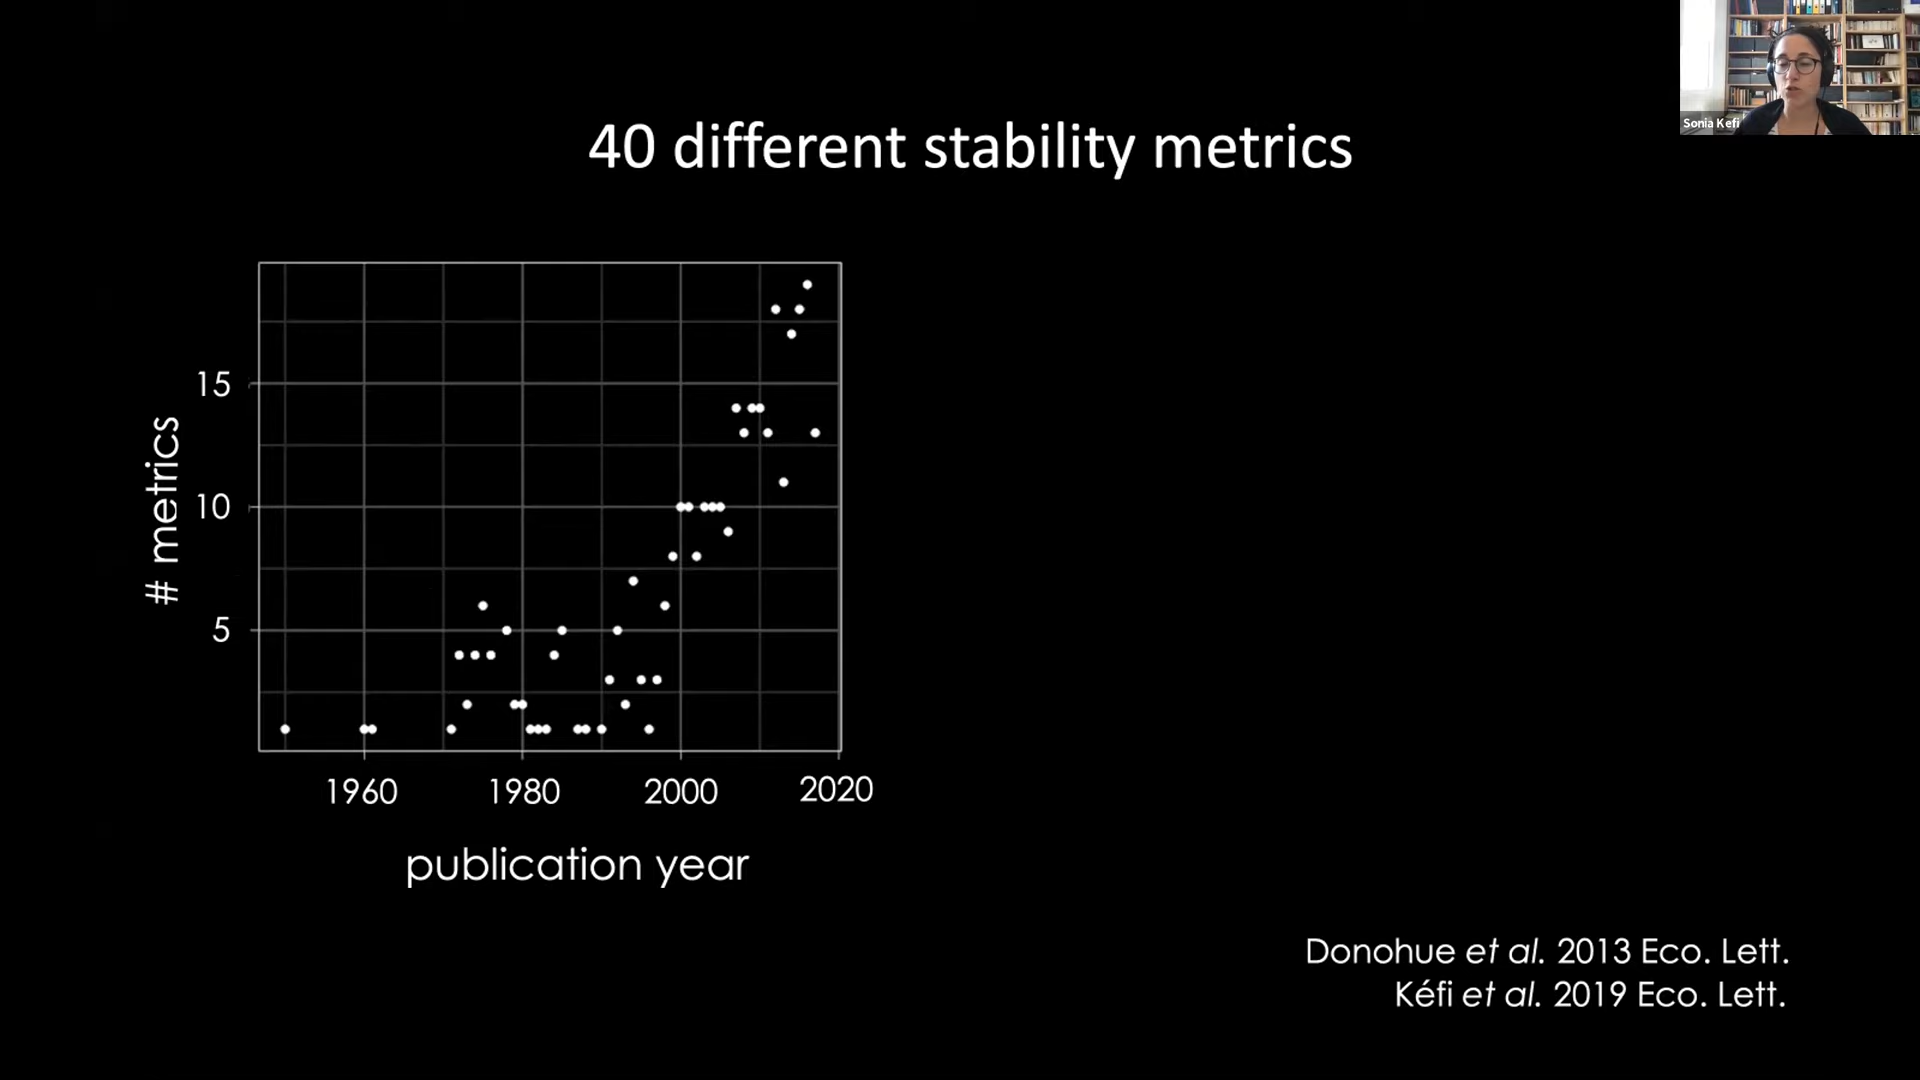 Sonia Kefi
40 different stability metrics
# metrics
15
10
5
1960
1980
2000
2020
publication year
Donohue et al. 2013 Eco. Lett.
Kéfi et al. 2019 Eco. Lett.